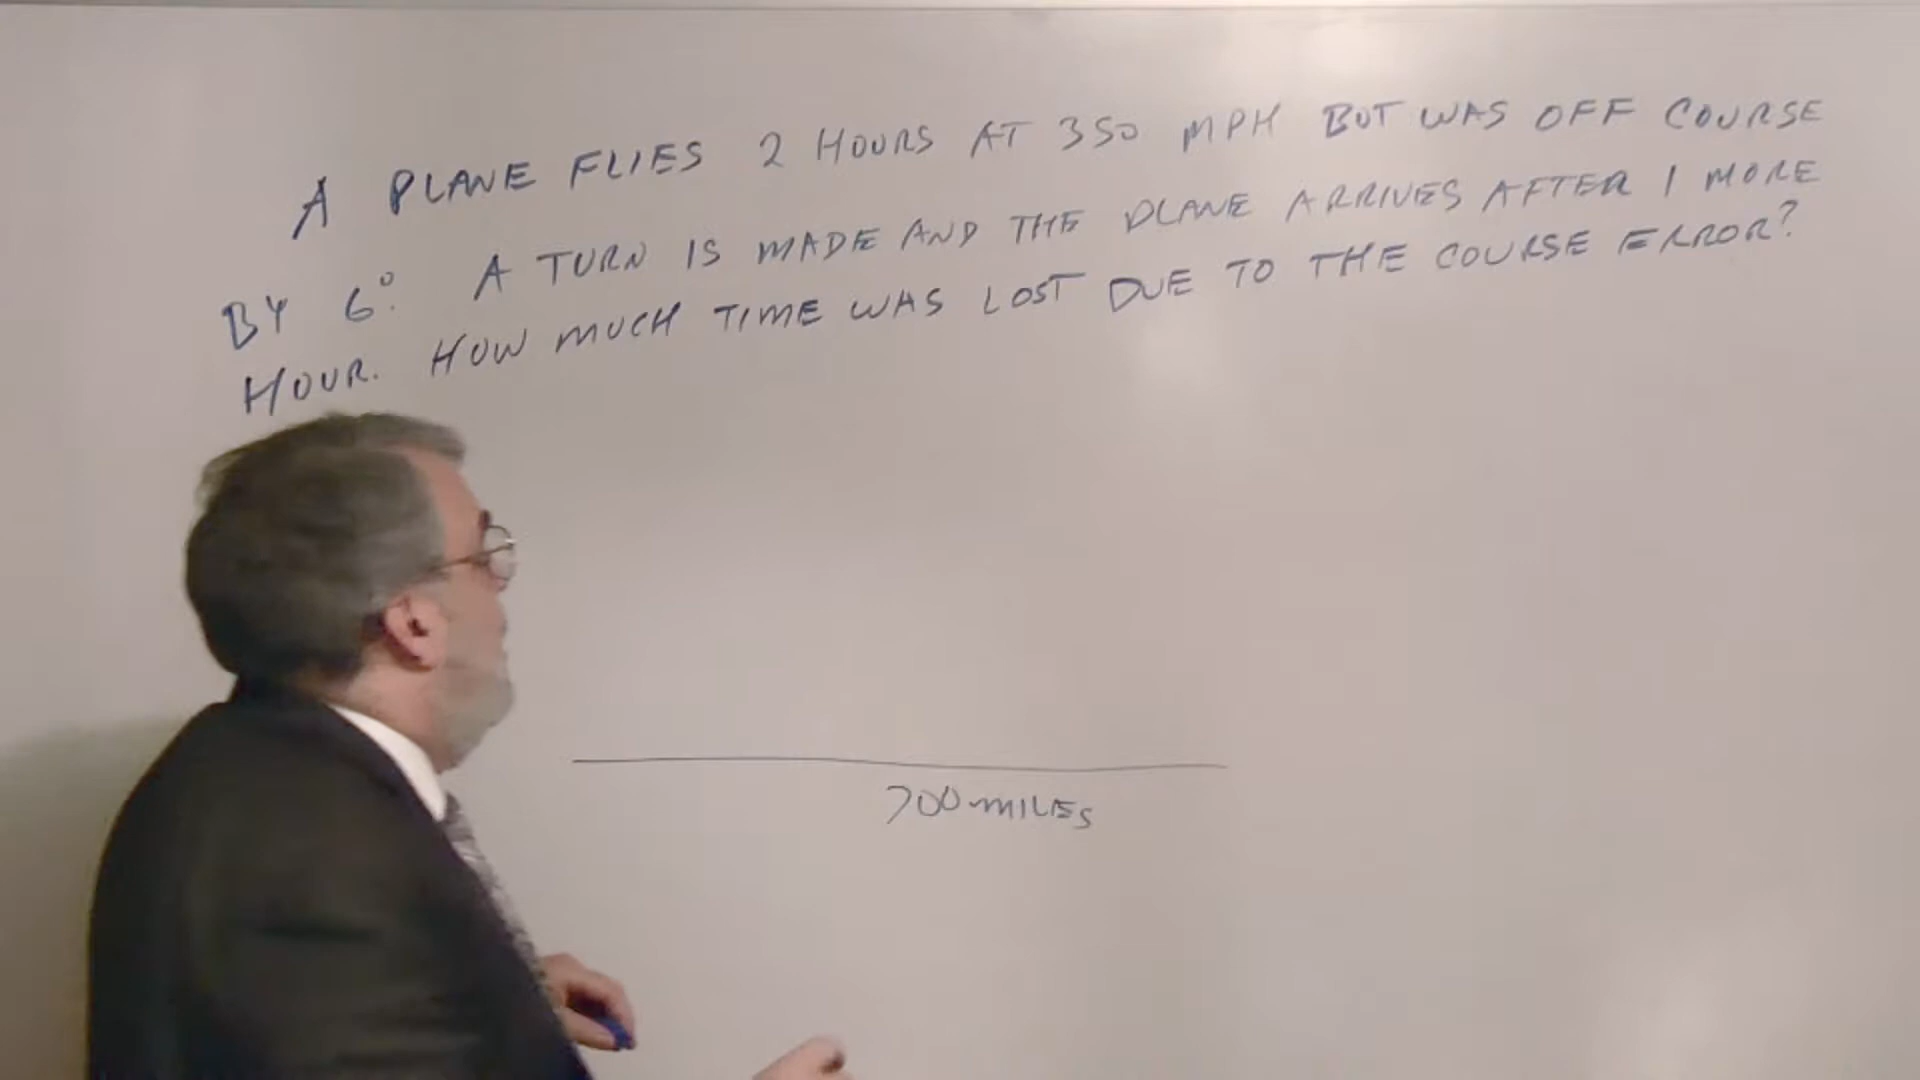 A PLANE FLIES 2 HOURS AT 350 MPH BUT WAS OFF COURSE
BY 6°. A TURN IS MADE AND THE PLANE ARRIVES AFTER 1 MORE
HOUR. HOW MUCH TIME WAS LOST DUE TO THE COURSE ERROR?
700 MILES